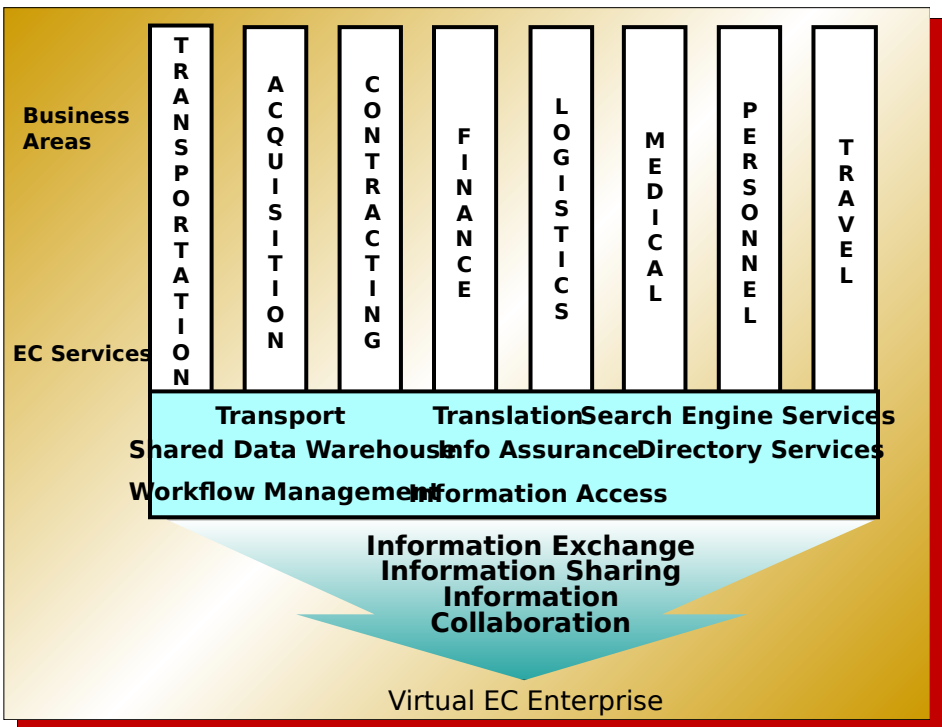 Business
Areas
TRANSPORTATION
ACQUISITION
CONTRACTING
FINANCE
LOGISTICS
MEDICAL
PERSONNEL
TRAVEL
EC Services
Transport Translation Search Engine Services
Shared Data Warehouse Info Assurance Directory Services
Workflow Management Information Access
Information Exchange
Information Sharing
Information
Collaboration
Virtual EC Enterprise